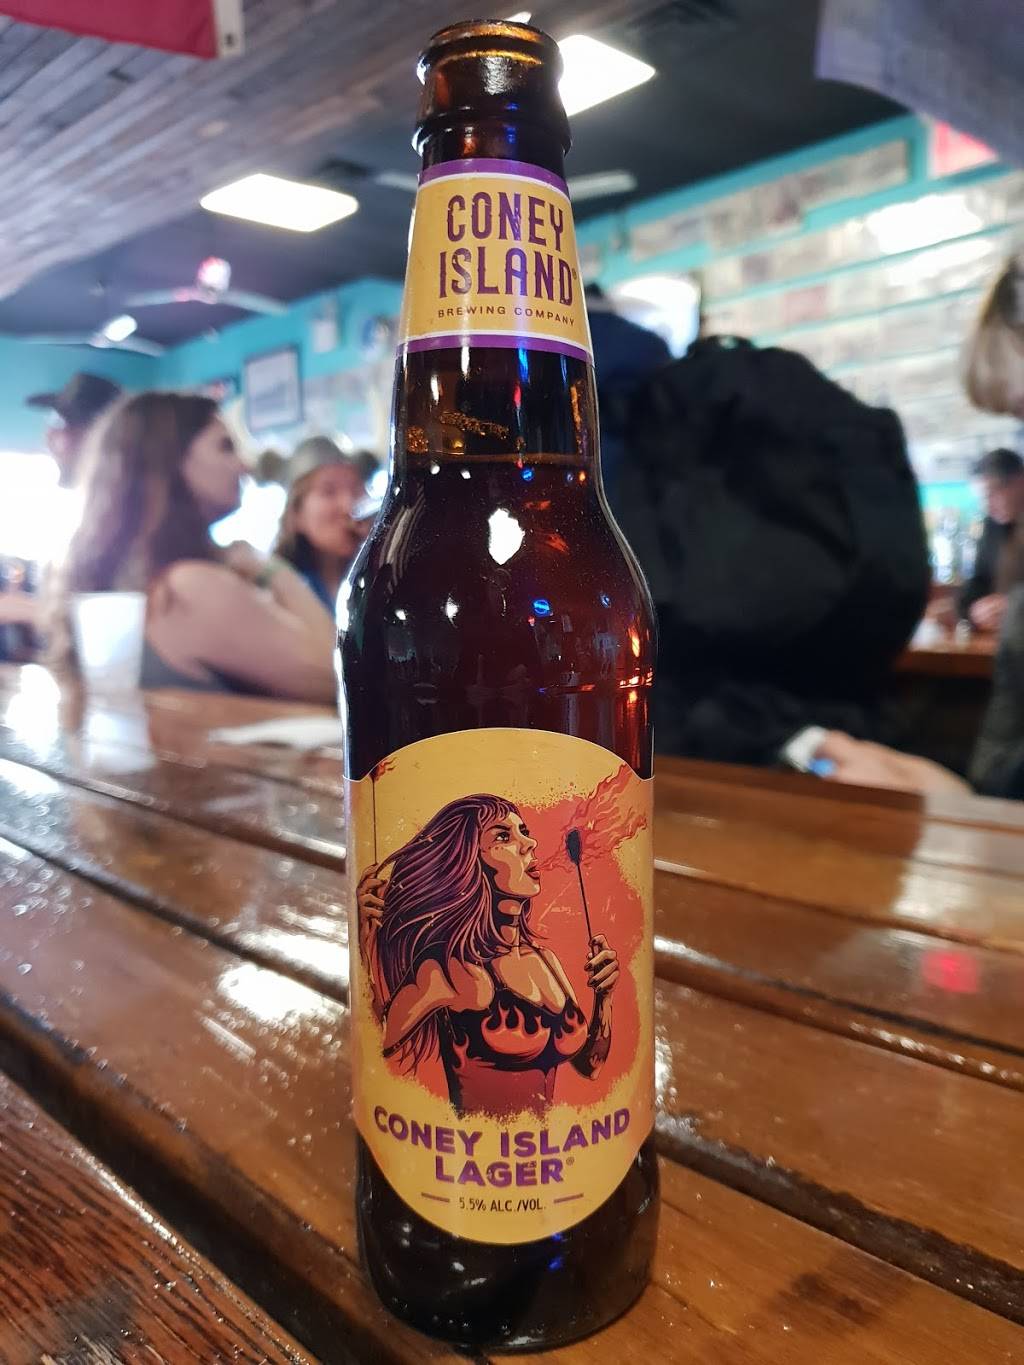 CONEY
ISLAND®
BREWING COMPANY
CONEY ISLAND
LAGER®
5.5% ALC./VOL.